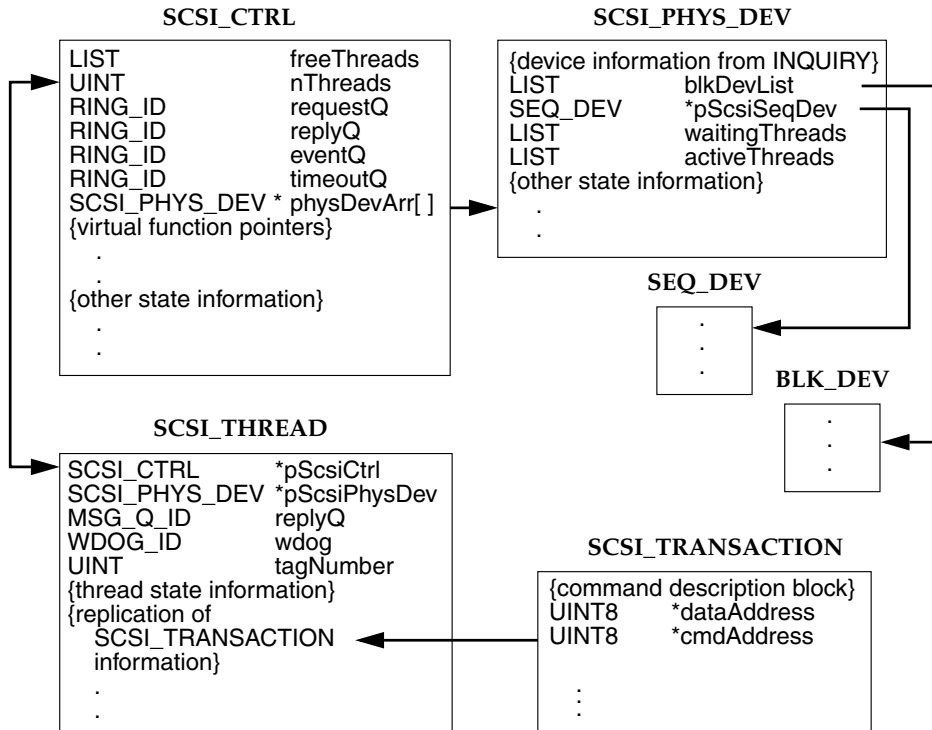 SCSI_CTRL
LIST freeThreads
UINT nThreads
RING_ID requestQ
RING_ID replyQ
RING_ID eventQ
RING_ID timeoutQ
SCSI_PHYS_DEV * physDevArr[ ]
{virtual function pointers}
.
.
{other state information}
.
.
SCSI_PHYS_DEV
{device information from INQUIRY}
LIST blkDevList
SEQ_DEV *pScsiSeqDev
LIST waitingThreads
LIST activeThreads
{other state information}
.
.
SEQ_DEV
.
.
.
BLK_DEV
.
.
.
SCSI_THREAD
SCSI_CTRL *pScsiCtrl
SCSI_PHYS_DEV *pScsiPhysDev
MSG_Q_ID replyQ
WDOG_ID wdog
UINT tagNumber
{thread state information}
{replication of
SCSI_TRANSACTION
information}
.
.
SCSI_TRANSACTION
{command description block}
UINT8 *dataAddress
UINT8 *cmdAddress
.
.
.